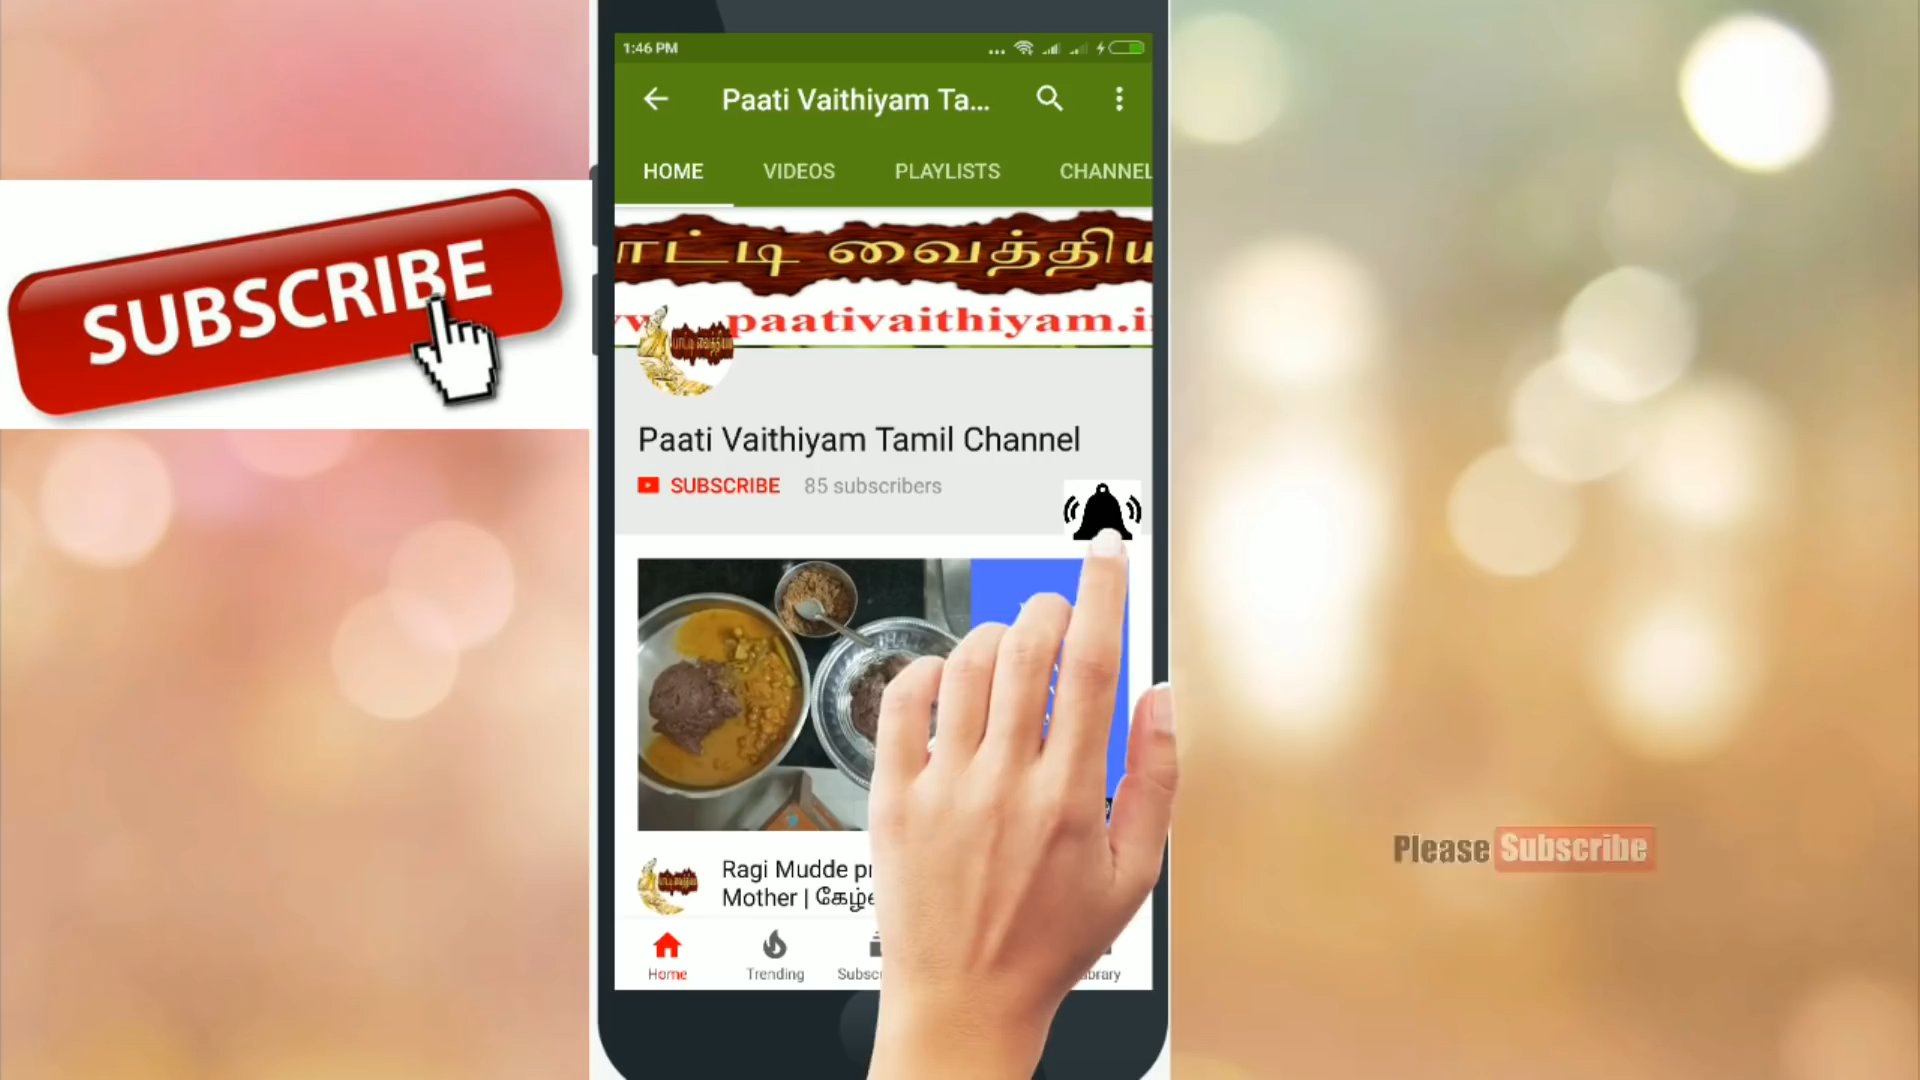 SUBSCRIBE
1:46 PM
Paati Vaithiyam Ta...
HOME VIDEOS PLAYLISTS CHANNEL
ாட்டி வைத்திய
paativaithiyam.i
பாட்டி வைத்திய
Paati Vaithiyam Tamil Channel
SUBSCRIBE 85 subscribers
Ragi Mudde
Mother |
Home Trending
Please Subscribe